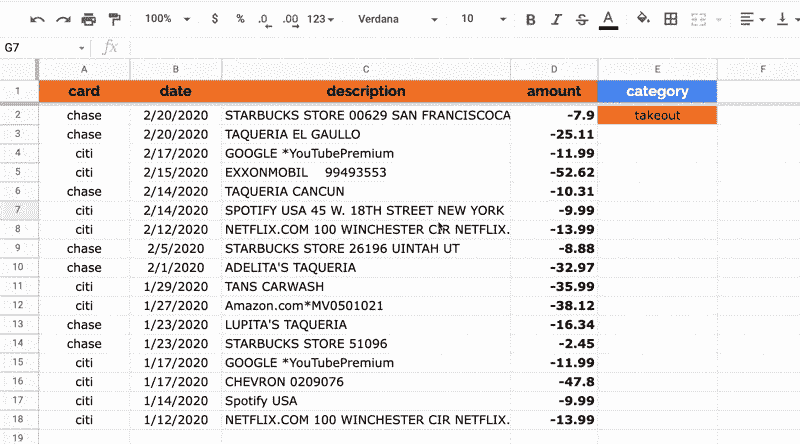 100% $ % .0 .00 123 Verdana 10 B I S A
G7 fx
A B C D E F
1 card date description amount category
2 chase 2/20/2020 STARBUCKS STORE 00629 SAN FRANCISCOCA -7.9 takeout
3 chase 2/20/2020 TAQUERIA EL GAULLO -25.11
4 citi 2/17/2020 GOOGLE *YouTubePremium -11.99
5 citi 2/15/2020 EXXONMOBIL 99493553 -52.62
6 chase 2/14/2020 TAQUERIA CANCUN -10.31
7 citi 2/14/2020 SPOTIFY USA 45 W. 18TH STREET NEW YORK -9.99
8 citi 2/12/2020 NETFLIX.COM 100 WINCHESTER CIR NETFLIX. -13.99
9 chase 2/5/2020 STARBUCKS STORE 26196 UINTAH UT -8.88
10 chase 2/1/2020 ADELITA'S TAQUERIA -32.97
11 citi 1/29/2020 TANS CARWASH -35.99
12 citi 1/27/2020 Amazon.com*MV0501021 -38.12
13 chase 1/23/2020 LUPITA'S TAQUERIA -16.34
14 chase 1/23/2020 STARBUCKS STORE 51096 -2.45
15 citi 1/17/2020 GOOGLE *YouTubePremium -11.99
16 citi 1/17/2020 CHEVRON 0209076 -47.8
17 citi 1/14/2020 Spotify USA -9.99
18 citi 1/12/2020 NETFLIX.COM 100 WINCHESTER CIR NETFLIX. -13.99
19